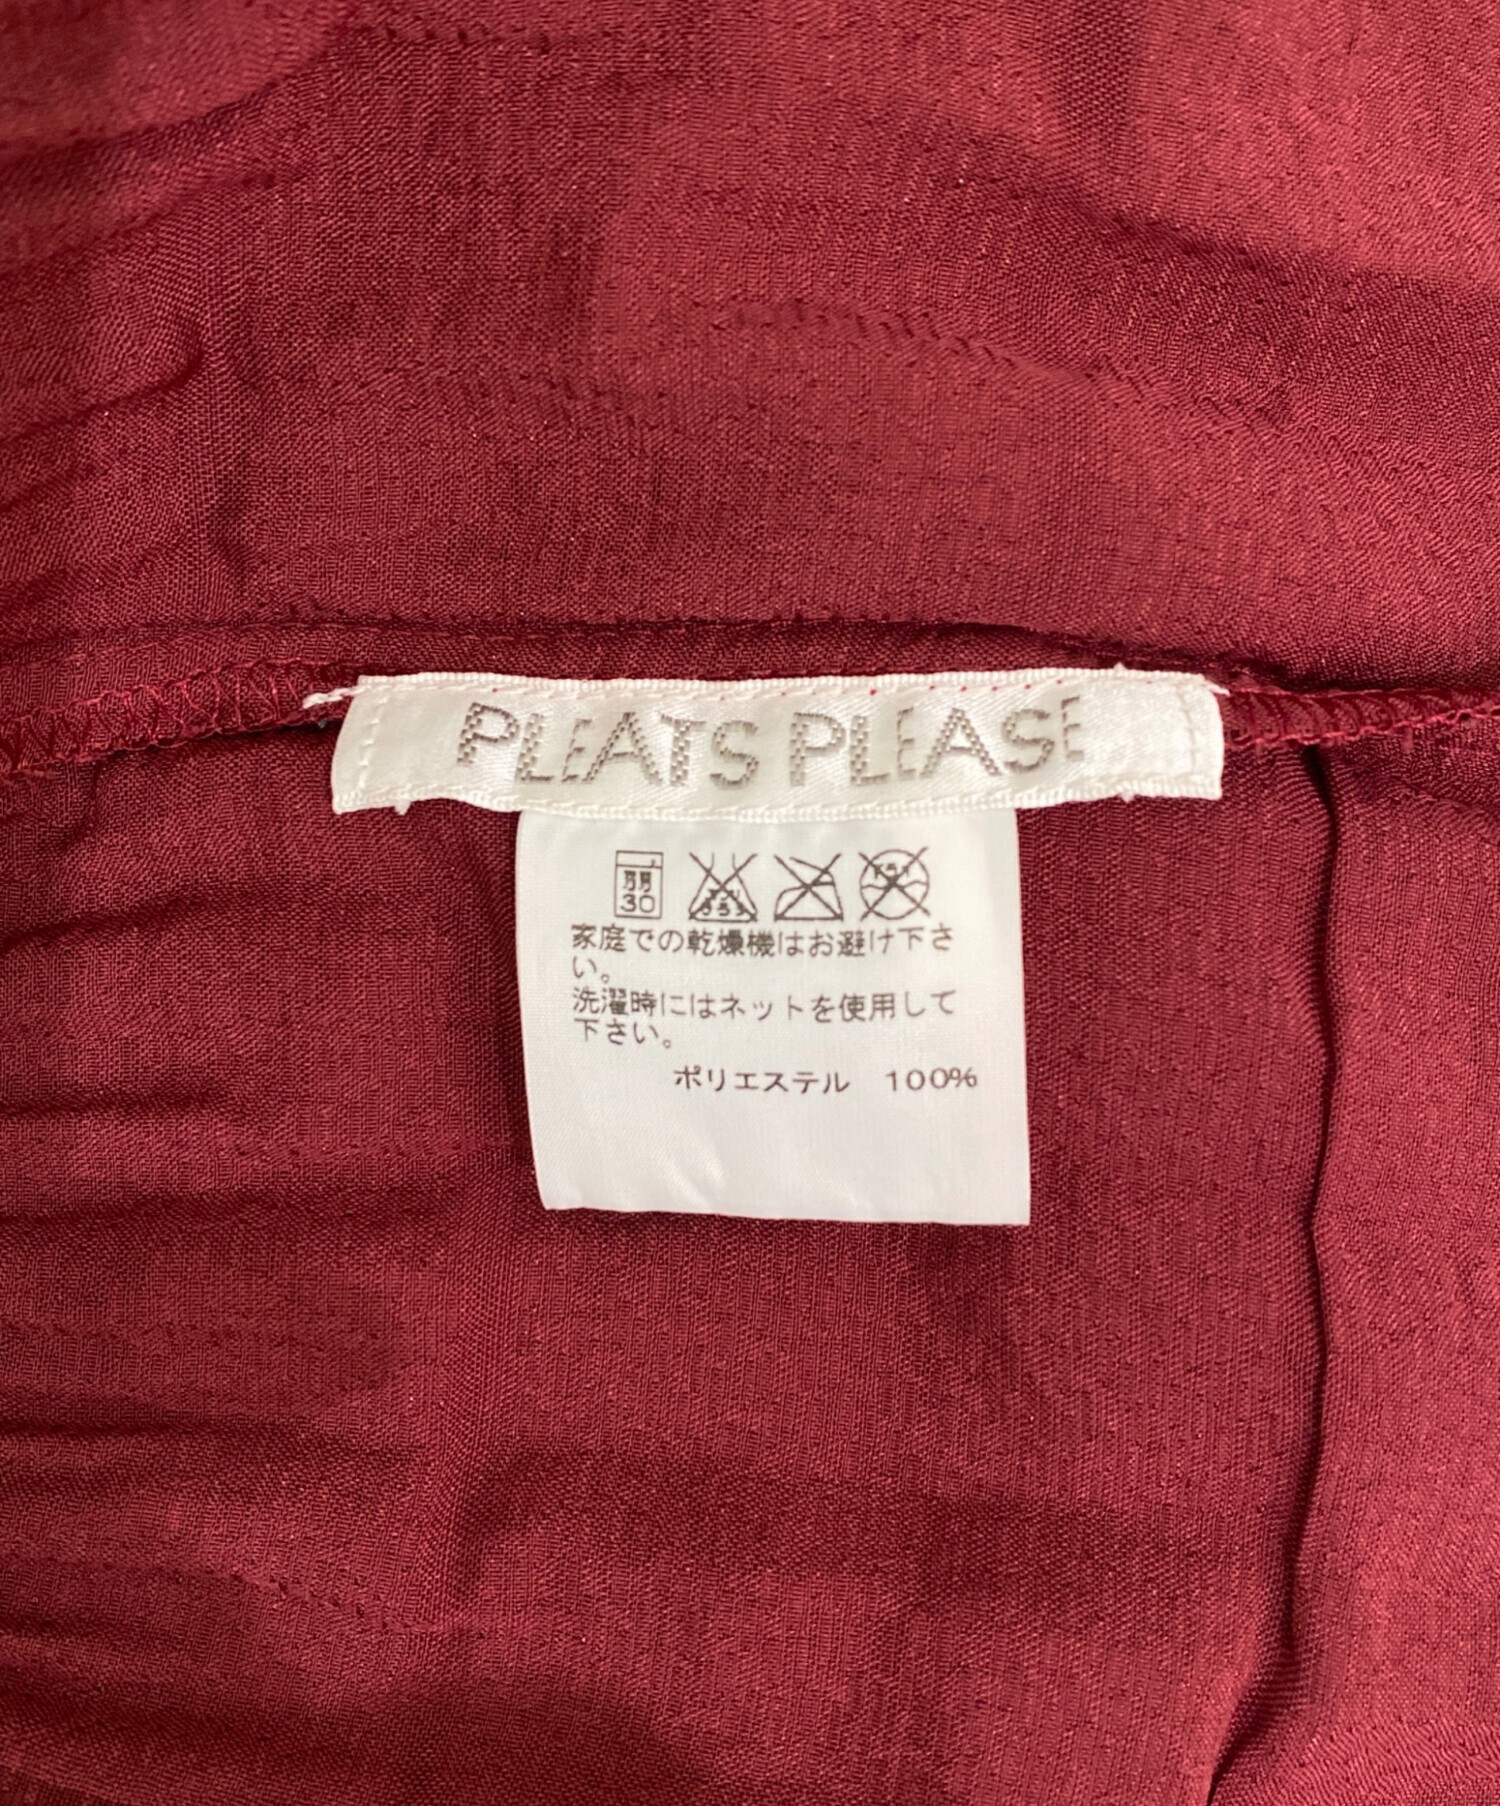 PLEATS PLEASE
弱 30
家庭での乾燥機はお避け下さ
い。
洗濯時にはネットを使用して
下さい。
ポリエステル 100%